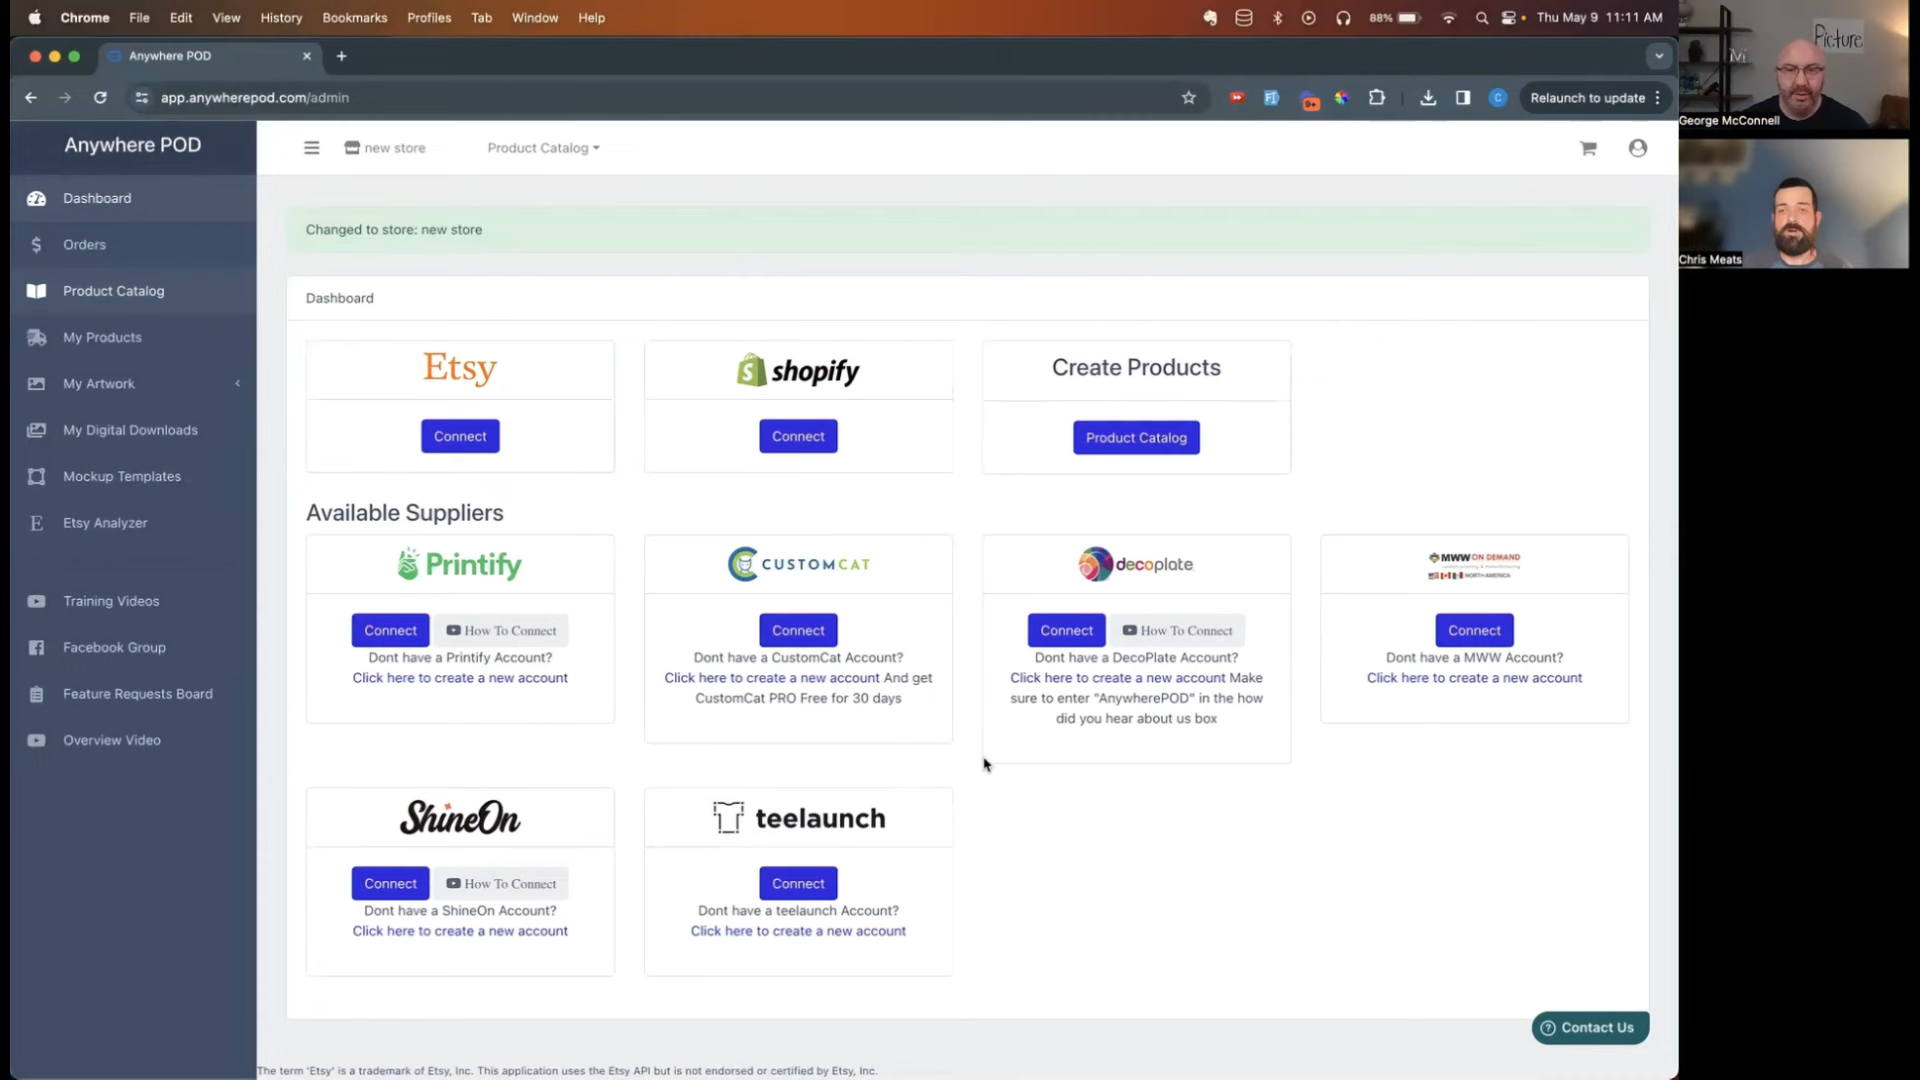 Chrome File Edit View History Bookmarks Profiles Tab Window Help 88% Thu May 9 11:11 AM
Anywhere POD
app.anywherepod.com/admin 9+ C Relaunch to update
Picture
George McConnell
Chris Meats
Anywhere POD
Dashboard
Orders
Product Catalog
My Products
My Artwork
My Digital Downloads
Mockup Templates
Etsy Analyzer
Training Videos
Facebook Group
Feature Requests Board
Overview Video
new store Product Catalog
Changed to store: new store
Dashboard
Etsy
Connect
shopify
Connect
Create Products
Product Catalog
Available Suppliers
Printify
Connect How To Connect
Dont have a Printify Account?
Click here to create a new account
CUSTOMCAT
Connect
Dont have a CustomCat Account?
Click here to create a new account And get
CustomCat PRO Free for 30 days
decoplate
Connect How To Connect
Dont have a DecoPlate Account?
Click here to create a new account Make
sure to enter "AnywherePOD" in the how
did you hear about us box
MWW ON DEMAND
NORTH AMERICA
Connect
Dont have a MWW Account?
Click here to create a new account
ShineOn
Connect How To Connect
Dont have a ShineOn Account?
Click here to create a new account
teelaunch
Connect
Dont have a teelaunch Account?
Click here to create a new account
Contact Us
The term 'Etsy' is a trademark of Etsy, Inc. This application uses the Etsy API but is not endorsed or certified by Etsy, Inc.